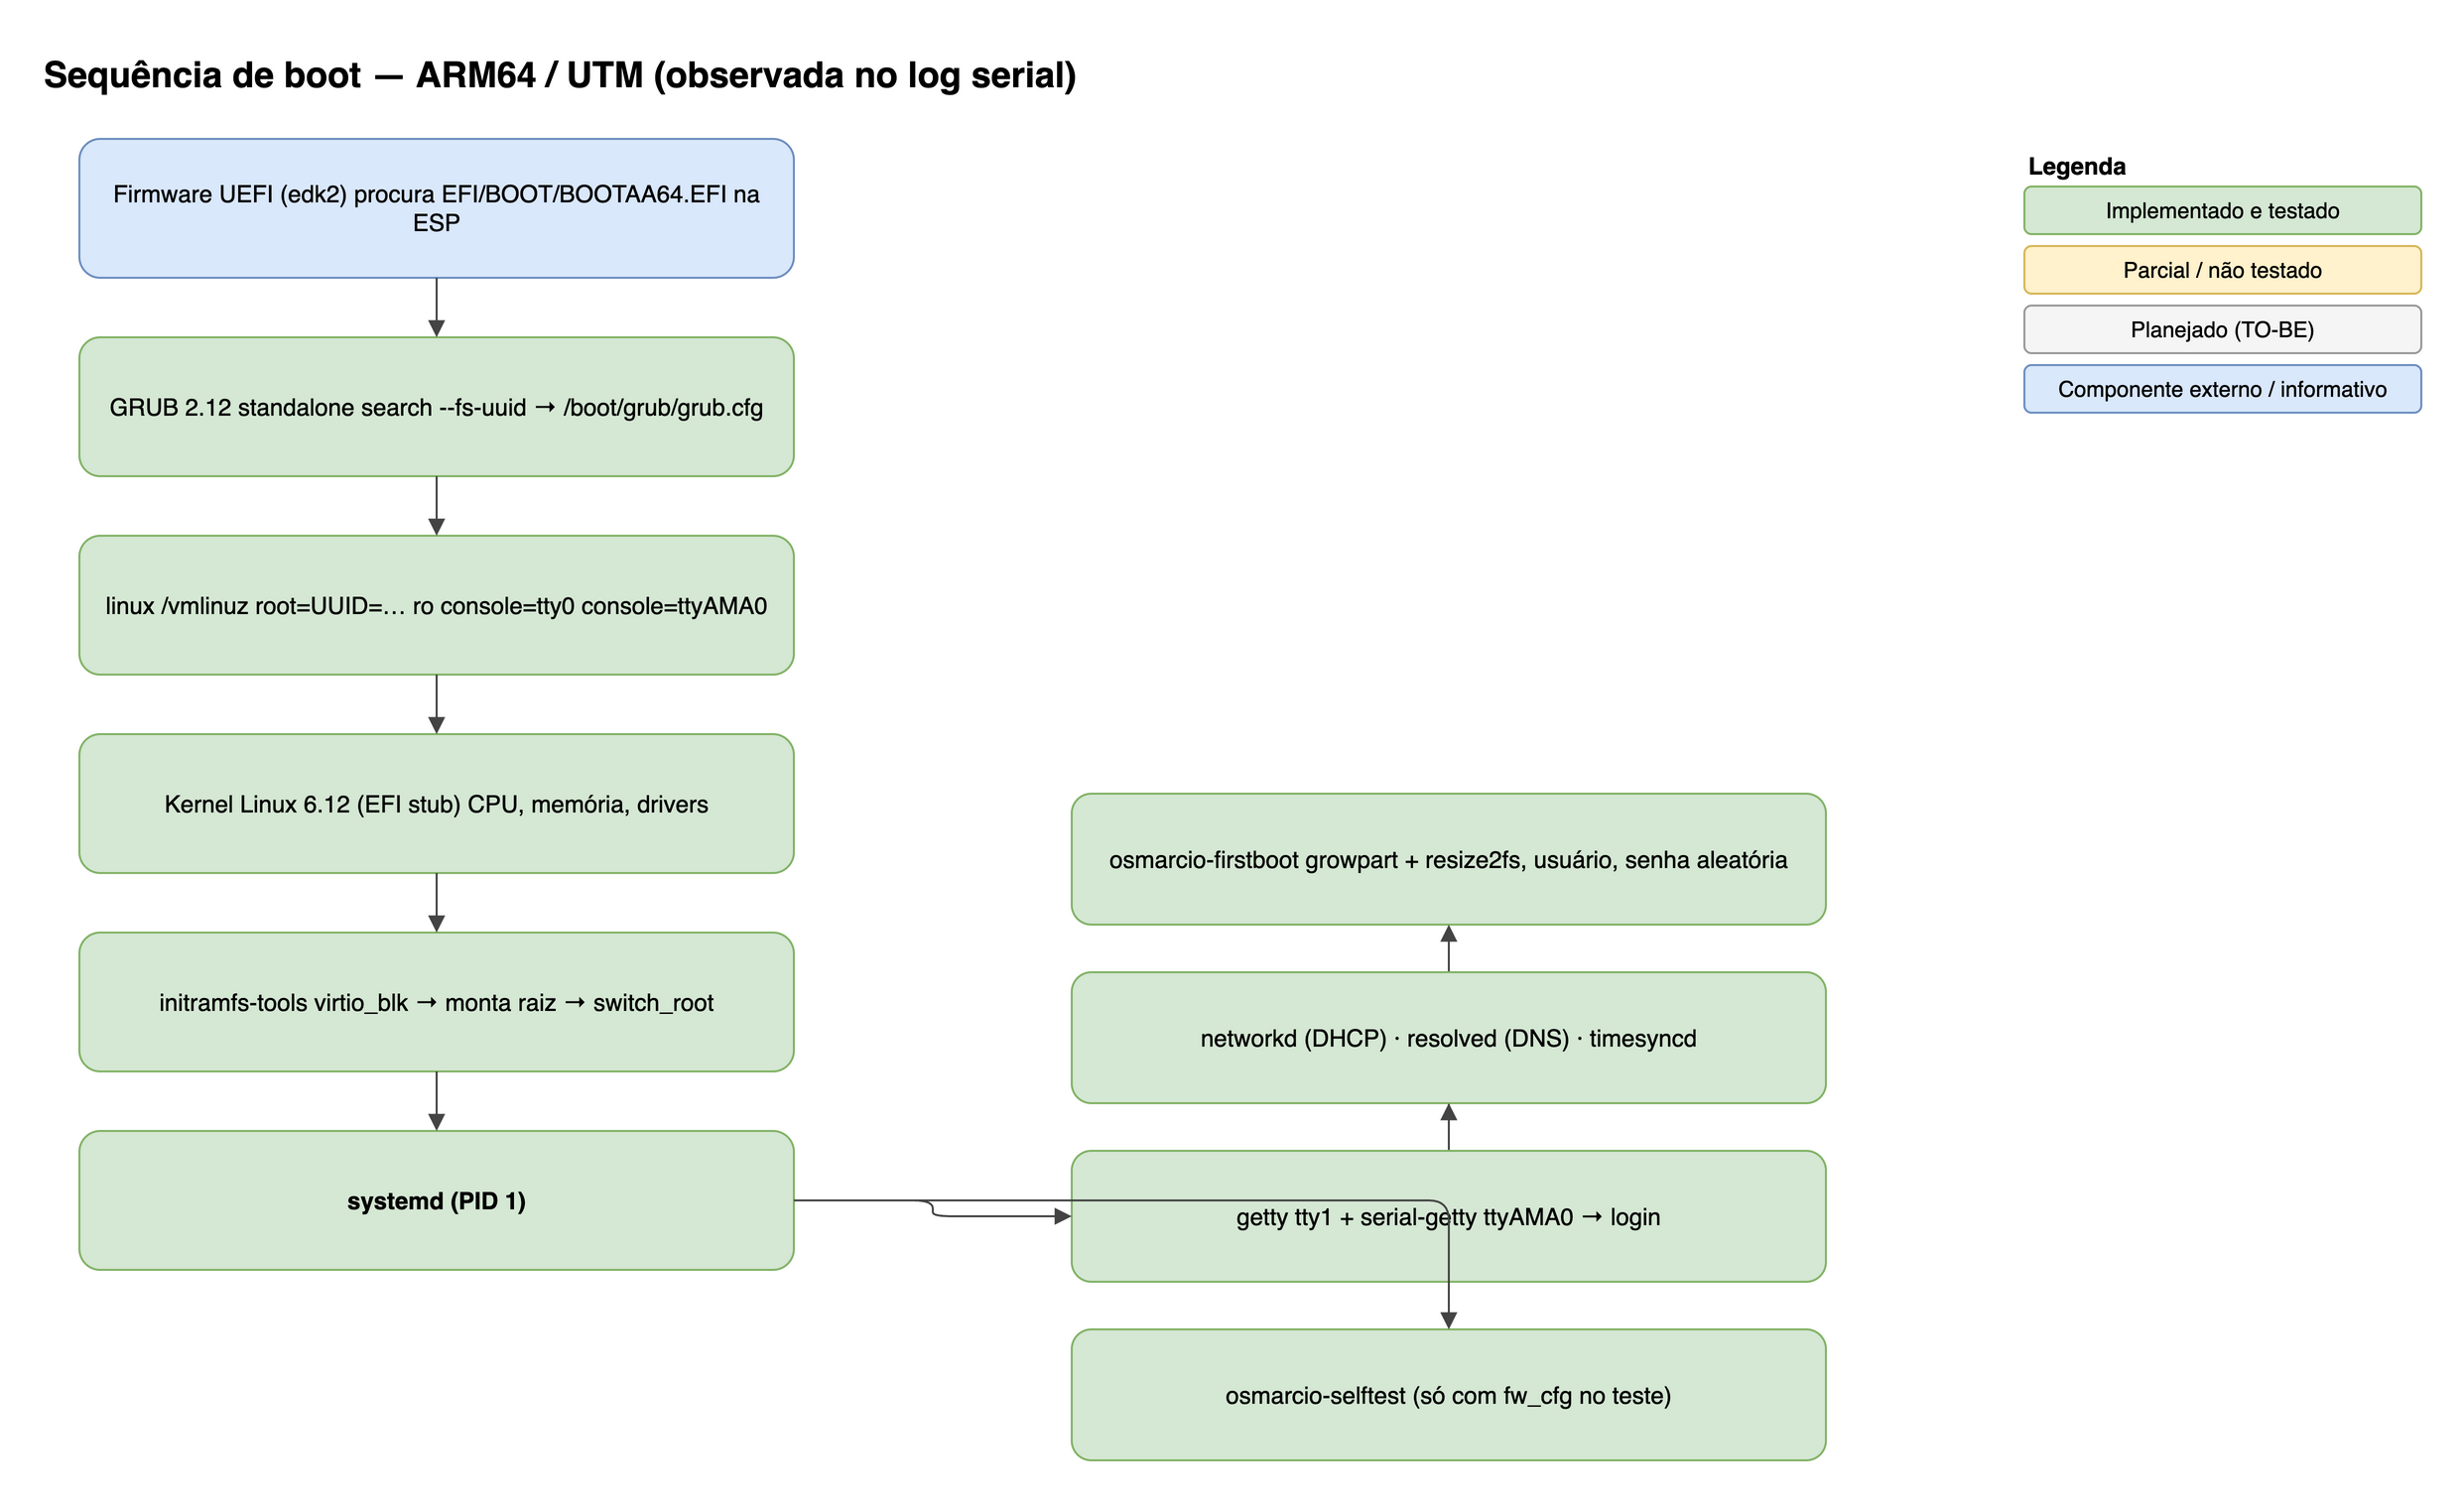 Sequência de boot — ARM64 / UTM (observada no log serial)
Firmware UEFI (edk2) procura EFI/BOOT/BOOTAA64.EFI na
ESP
GRUB 2.12 standalone search --fs-uuid → /boot/grub/grub.cfg
linux /vmlinuz root=UUID=… ro console=tty0 console=ttyAMA0
Kernel Linux 6.12 (EFI stub) CPU, memória, drivers
initramfs-tools virtio_blk → monta raiz → switch_root
systemd (PID 1)
osmarcio-firstboot growpart + resize2fs, usuário, senha aleatória
networkd (DHCP) · resolved (DNS) · timesyncd
getty tty1 + serial-getty ttyAMA0 → login
osmarcio-selftest (só com fw_cfg no teste)
Legenda
Implementado e testado
Parcial / não testado
Planejado (TO-BE)
Componente externo / informativo